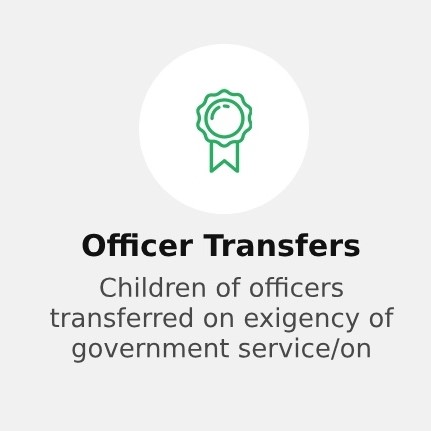 Officer Transfers
Children of officers
transferred on exigency of
government service/on